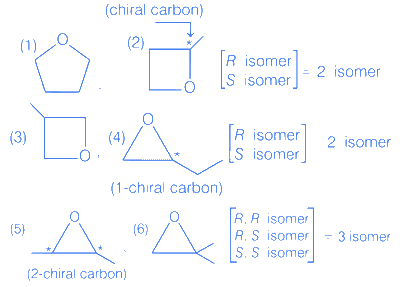 (chiral carbon)
(1) O (2) * O [R isomer S isomer] = 2 isomer
(3) O, (4) O * [R isomer S isomer] 2 isomer
(1-chiral carbon)
(5) O * * (6) O [R, R isomer R, S isomer S, S isomer] = 3 isomer
(2-chiral carbon)